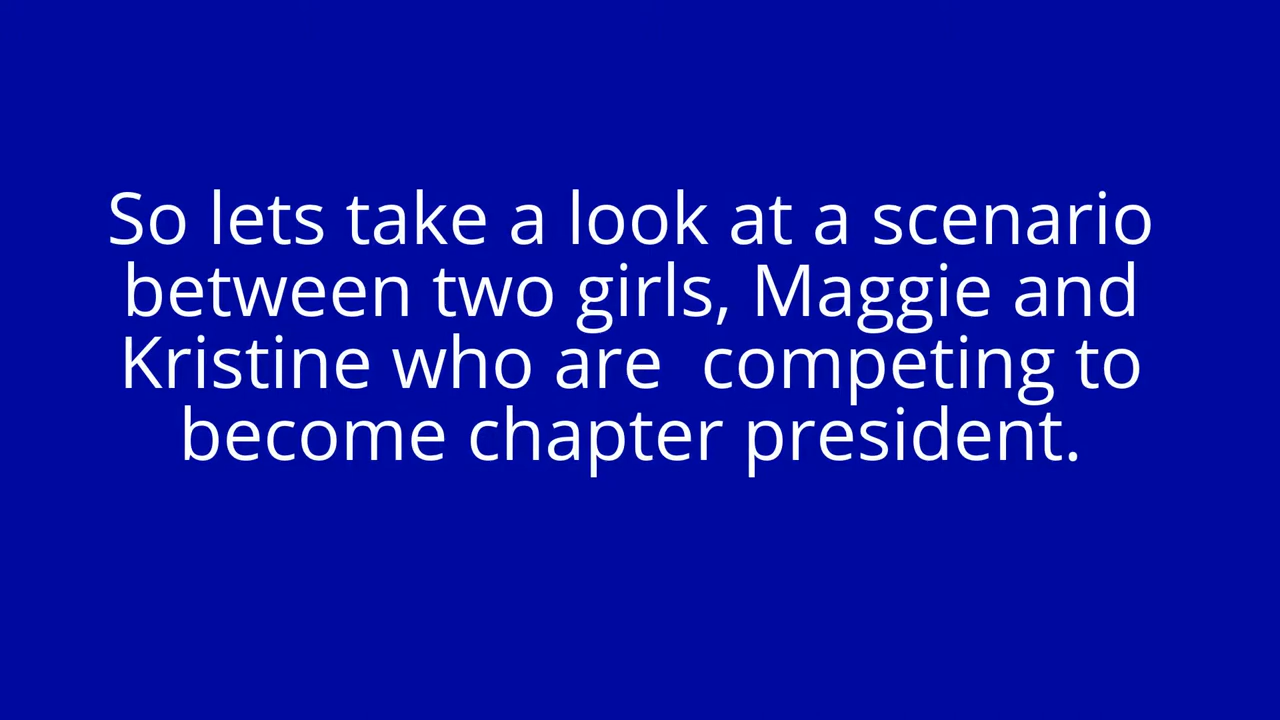 So lets take a look at a scenario
between two girls, Maggie and
Kristine who are  competing to
become chapter president.